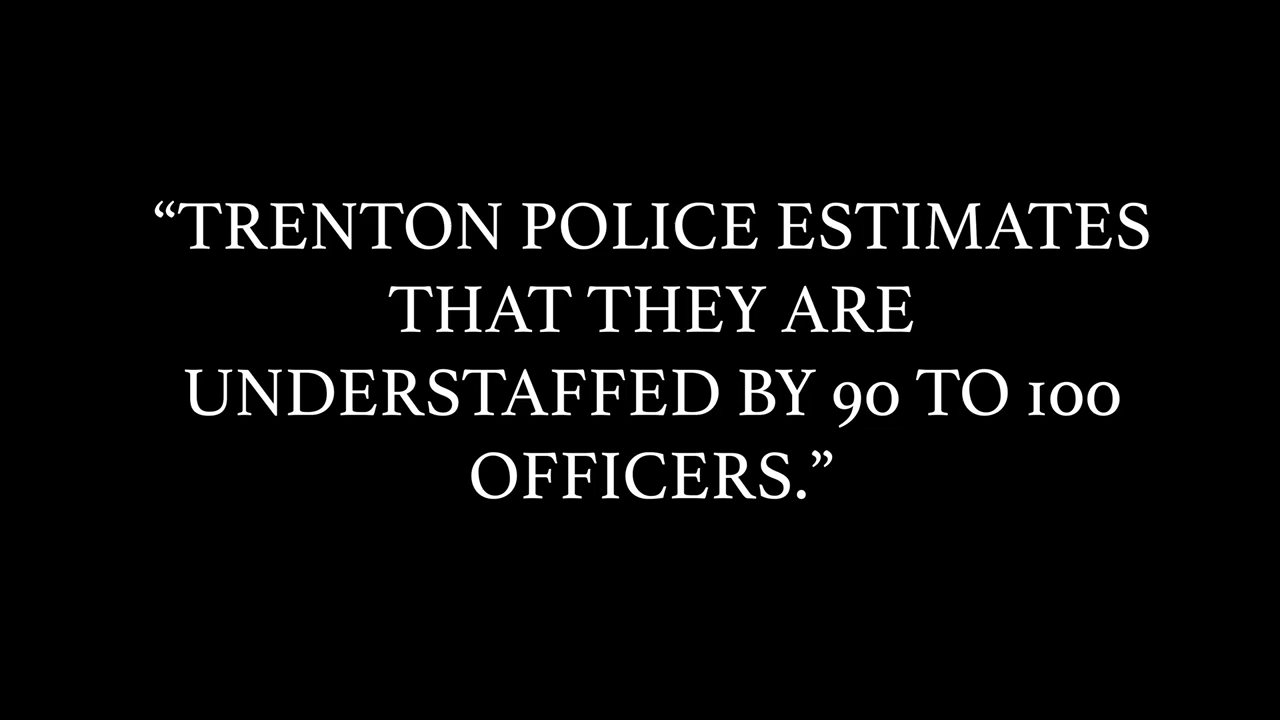 “TRENTON POLICE ESTIMATES
THAT THEY ARE
UNDERSTAFFED BY 90 TO 100
OFFICERS.”